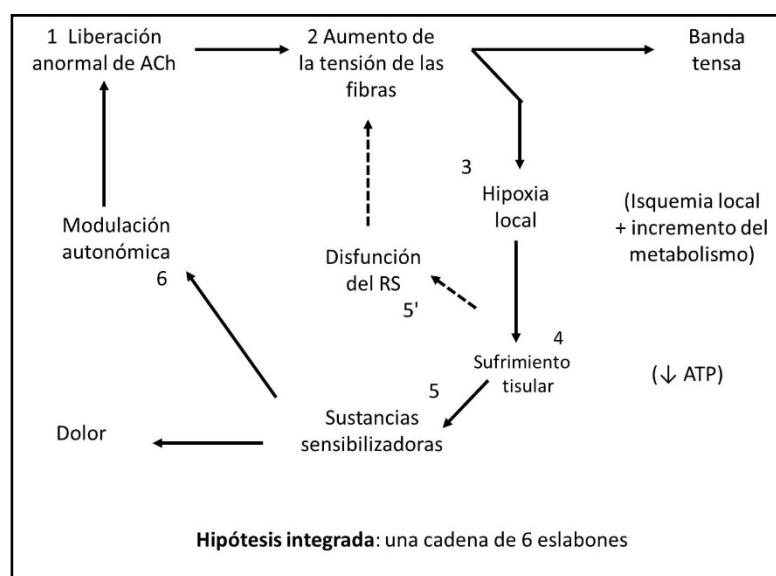 1 Liberación
anormal de ACh
2 Aumento de
la tensión de las
fibras
Banda
tensa
3
Hipoxia
local
(Isquemia local
+ incremento del
metabolismo)
Modulación
autonómica
6
Disfunción
del RS
5'
4
Sufrimiento
tisular
(↓ ATP)
5
Sustancias
sensibilizadoras
Dolor
Hipótesis integrada: una cadena de 6 eslabones